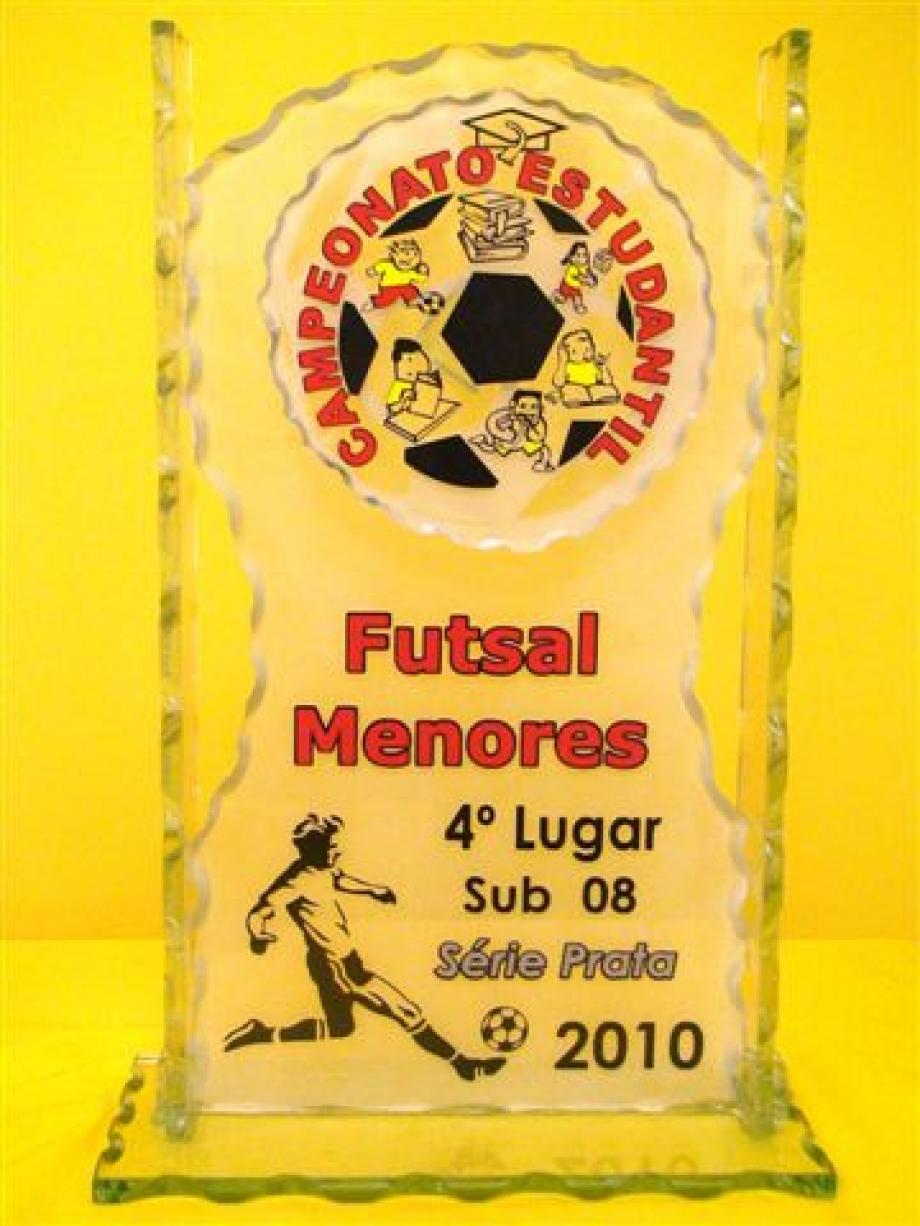 CAMPEONATO ESTUDANTIL
Futsal
Menores
4º Lugar
Sub 08
Série Prata
2010